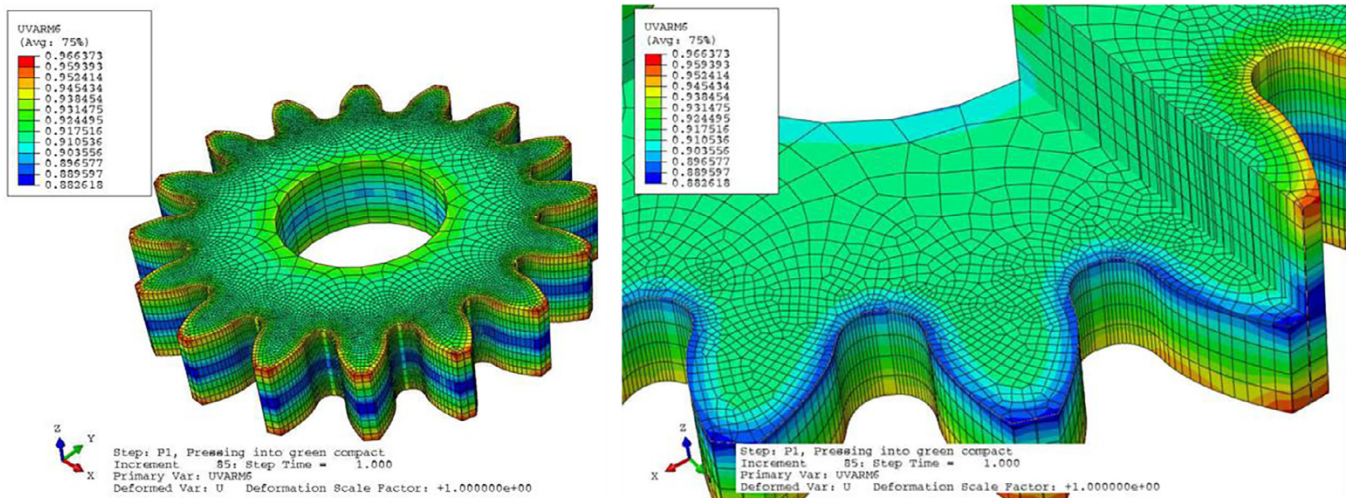 UVARM6
(Avg: 75%)
0.966373
0.959393
0.952414
0.945434
0.938454
0.931475
0.924495
0.917516
0.910536
0.903556
0.896577
0.889597
0.882618
Z
Y
X
Step: P1, Pressing into green compact
Increment 85: Step Time = 1.000
Primary Var: UVARM6
Deformed Var: U Deformation Scale Factor: +1.000000e+00
UVARM6
(Avg: 75%)
0.966373
0.959393
0.952414
0.945434
0.938454
0.931475
0.924495
0.917516
0.910536
0.903556
0.896577
0.889597
0.882618
Z
X
Step: P1, Pressing into green compact
Increment 85: Step Time = 1.000
Primary Var: UVARM6
Deformed Var: U Deformation Scale Factor: +1.000000e+00